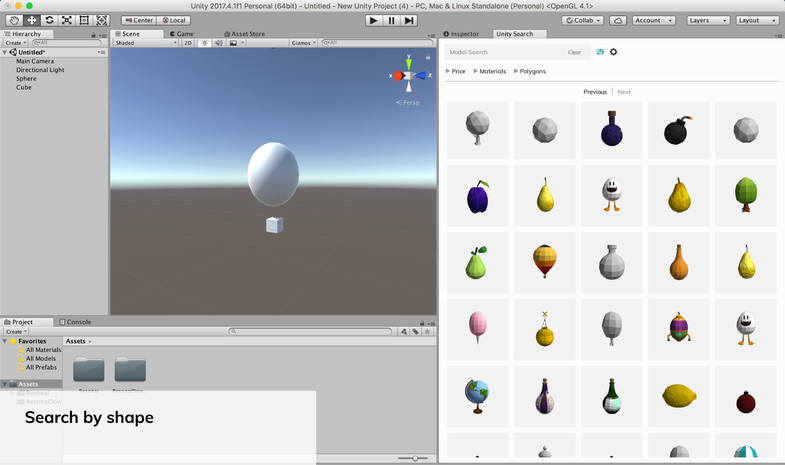 Unity 2017.4.1f1 Personal (64bit) - Untitled - New Unity Project (4) - PC, Mac & Linux Standalone (Personal) <OpenGL 4.1>
Center Local Collab Account Layers Layout
Hierarchy
Create All
Untitled*
Main Camera
Directional Light
Sphere
Cube
Scene Game Asset Store
Shaded 2D Gizmos All
y
x z
Persp
Inspector Unity Search
Model Search Clear
Price Materials Polygons
Previous Next
Project Console
Create
Favorites
All Materials
All Models
All Prefabs
Assets
Assets
Search by shape